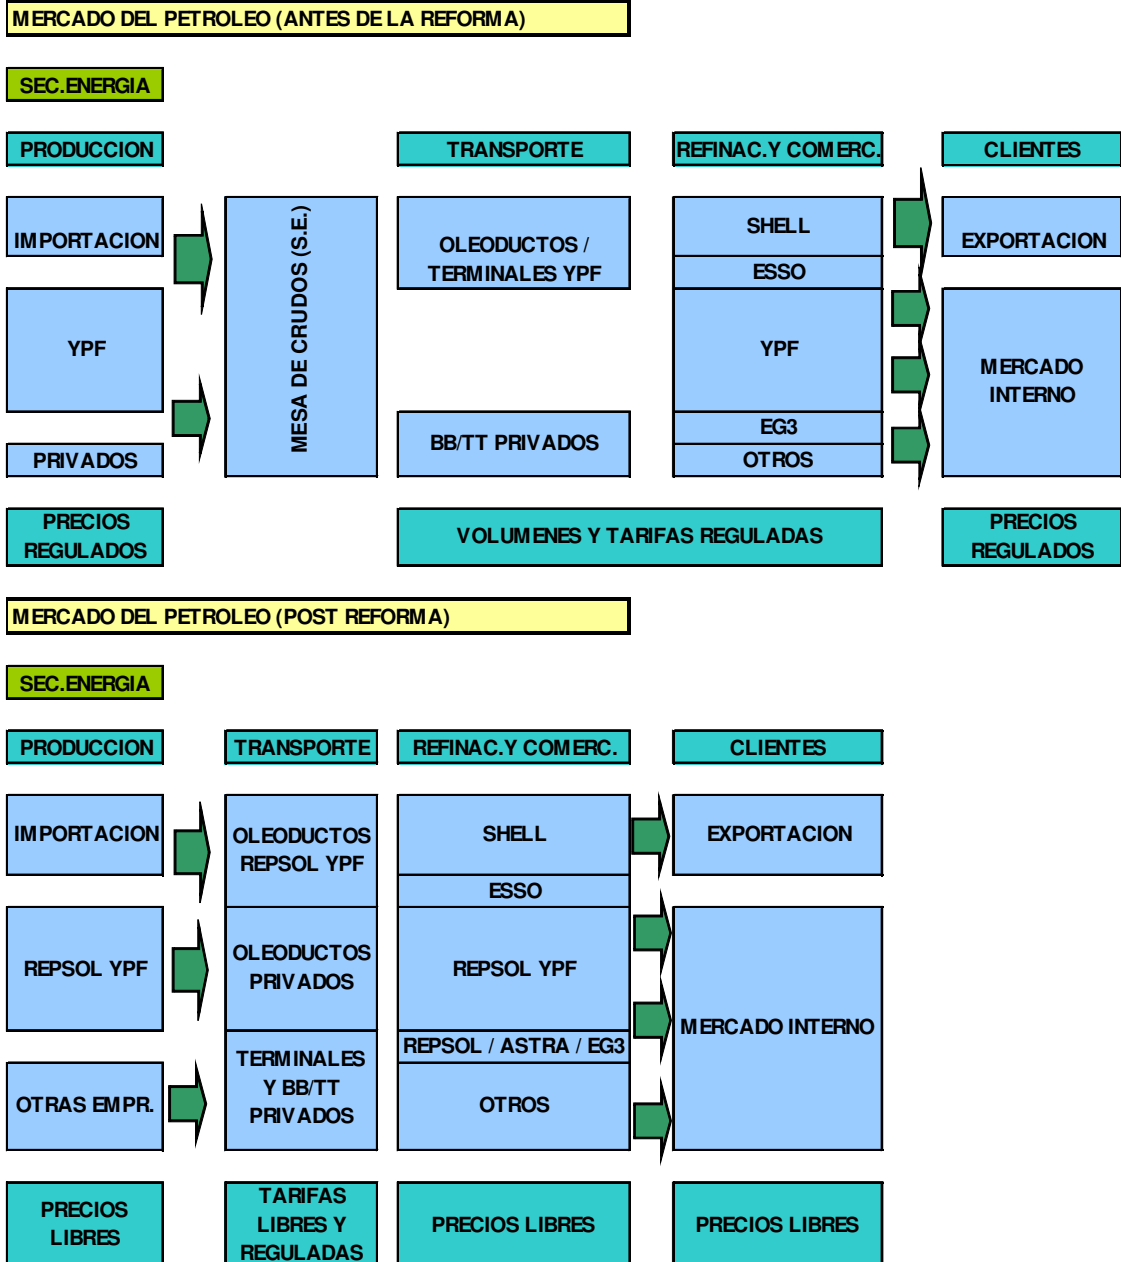 MERCADO DEL PETROLEO (ANTES DE LA REFORMA)
SEC.ENERGIA
PRODUCCION
TRANSPORTE
REFINAC.Y COMERC.
CLIENTES
IMPORTACION
YPF
PRIVADOS
MESA DE CRUDOS (S.E.)
OLEODUCTOS /
TERMINALES YPF
BB/TT PRIVADOS
SHELL
ESSO
YPF
EG3
OTROS
EXPORTACION
MERCADO
INTERNO
PRECIOS
REGULADOS
VOLUMENES Y TARIFAS REGULADAS
PRECIOS
REGULADOS
MERCADO DEL PETROLEO (POST REFORMA)
SEC.ENERGIA
PRODUCCION
TRANSPORTE
REFINAC.Y COMERC.
CLIENTES
IMPORTACION
REPSOL YPF
OTRAS EMPR.
OLEODUCTOS
REPSOL YPF
OLEODUCTOS
PRIVADOS
TERMINALES
Y BB/TT
PRIVADOS
SHELL
ESSO
REPSOL YPF
REPSOL / ASTRA / EG3
OTROS
EXPORTACION
MERCADO INTERNO
PRECIOS
LIBRES
TARIFAS
LIBRES Y
REGULADAS
PRECIOS LIBRES
PRECIOS LIBRES